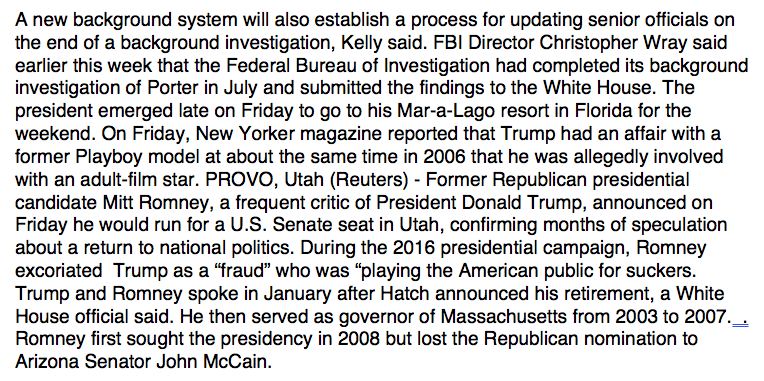 A new background system will also establish a process for updating senior officials on
the end of a background investigation, Kelly said. FBI Director Christopher Wray said
earlier this week that the Federal Bureau of Investigation had completed its background
investigation of Porter in July and submitted the findings to the White House. The
president emerged late on Friday to go to his Mar-a-Lago resort in Florida for the
weekend. On Friday, New Yorker magazine reported that Trump had an affair with a
former Playboy model at about the same time in 2006 that he was allegedly involved
with an adult-film star. PROVO, Utah (Reuters) - Former Republican presidential
candidate Mitt Romney, a frequent critic of President Donald Trump, announced on
Friday he would run for a U.S. Senate seat in Utah, confirming months of speculation
about a return to national politics. During the 2016 presidential campaign, Romney
excoriated  Trump as a “fraud” who was “playing the American public for suckers.
Trump and Romney spoke in January after Hatch announced his retirement, a White
House official said. He then served as governor of Massachusetts from 2003 to 2007.  .
Romney first sought the presidency in 2008 but lost the Republican nomination to
Arizona Senator John McCain.